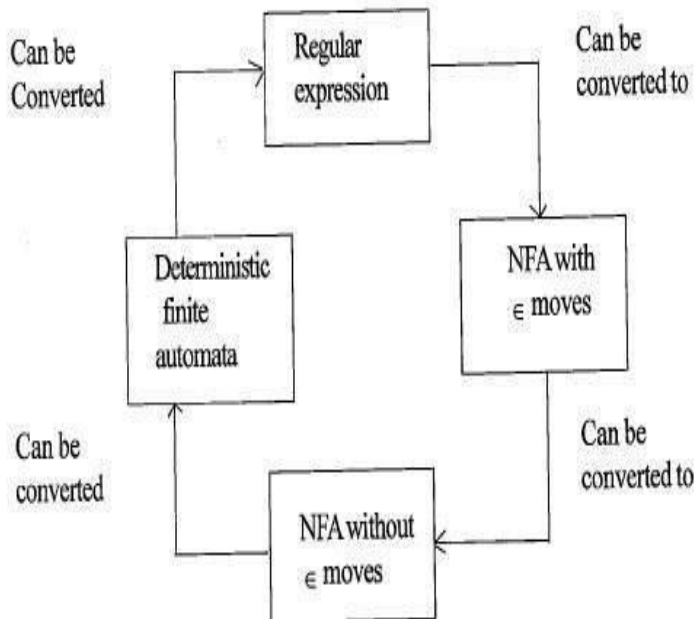 Can be
Converted
Regular
expression
Can be
converted to
Deterministic
finite
automata
NFA with
∈ moves
Can be
converted
Can be
converted to
NFA without
∈ moves